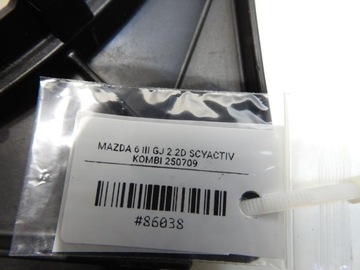 MAZDA 6 III GJ 2.2D SCYACTIV
KOMBI 250709
#86038